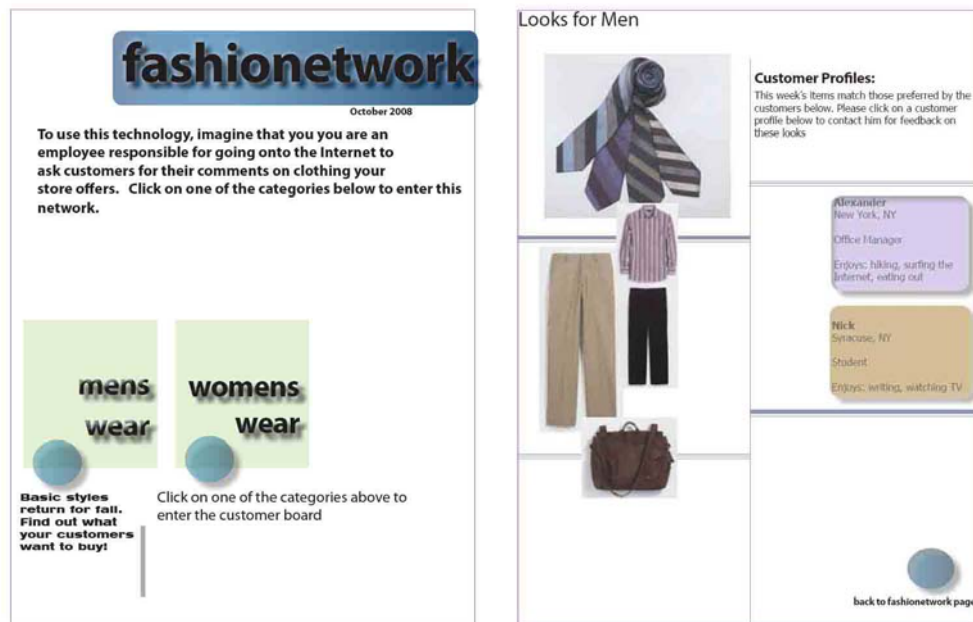 fashionetwork
October 2008
To use this technology, imagine that you you are an
employee responsible for going onto the Internet to
ask customers for their comments on clothing your
store offers. Click on one of the categories below to enter this
network.
mens
wear
womens
wear
Basic styles
return for fall.
Find out what
your customers
want to buy!
Click on one of the categories above to
enter the customer board
Looks for Men
Customer Profiles:
This week's items match those preferred by the
customers below. Please click on a customer
profile below to contact him for feedback on
these looks
Alexander
New York, NY
Office Manager
Enjoys: hiking, surfing the
Internet, eating out
Nick
Syracuse, NY
Student
Enjoys: writing, watching TV
back to fashionetwork page